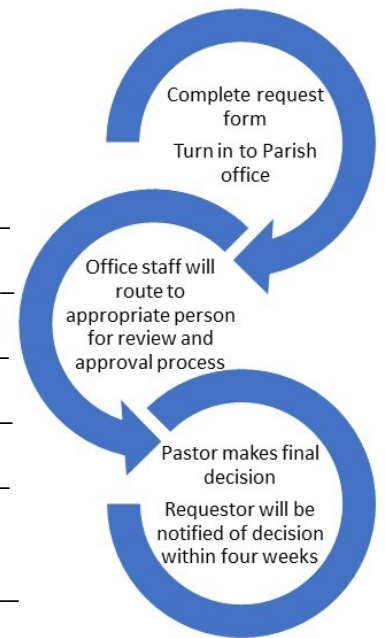 Complete request
form
Turn in to Parish
office
Office staff will
route to
appropriate person
for review and
approval process
Pastor makes final
decision
Requestor will be
notified of decision
within four weeks